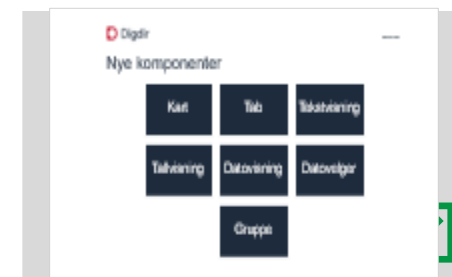 Digdir
Nye komponenter
Kart Tab Tekstvisning
Tallvisning Datovisning Datovelger
Gruppe